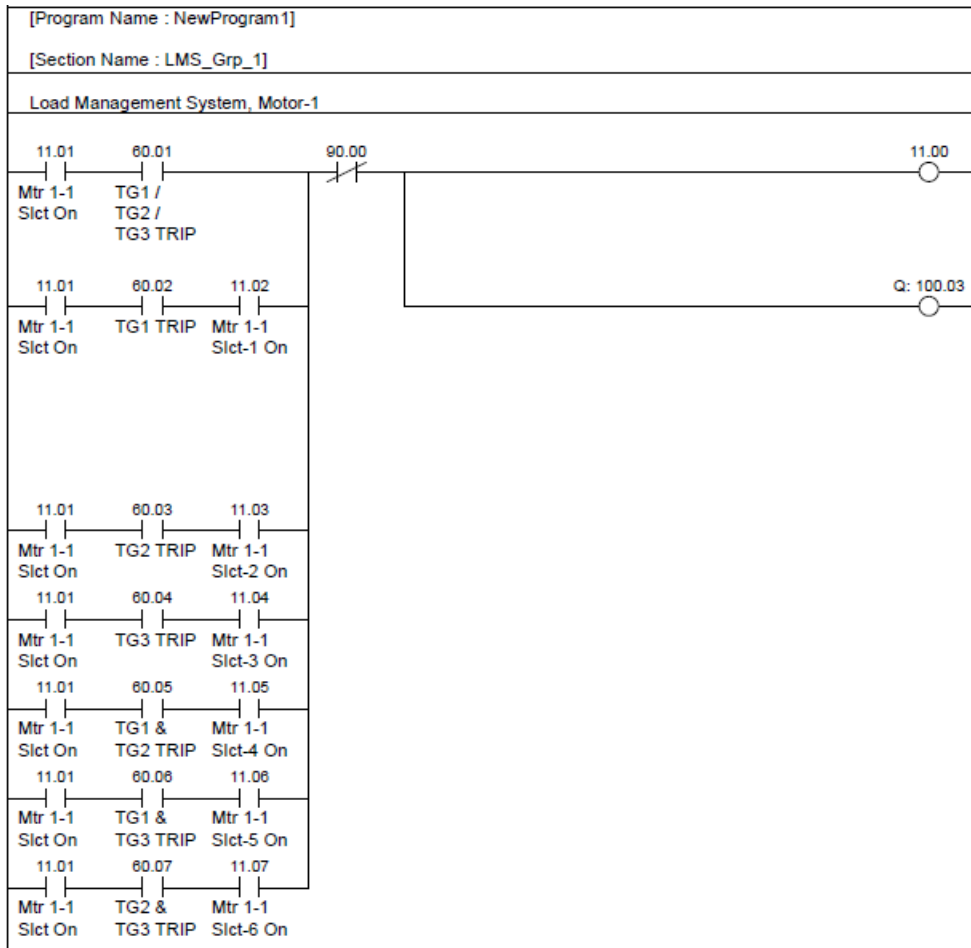 [Program Name : NewProgram1]
[Section Name : LMS_Grp_1]
Load Management System, Motor-1
11.01 60.01 90.00 11.00
Mtr 1-1 TG1 /
Slct On TG2 /
TG3 TRIP
11.01 60.02 11.02 Q: 100.03
Mtr 1-1 TG1 TRIP Mtr 1-1
Slct On Slct-1 On
11.01 60.03 11.03
Mtr 1-1 TG2 TRIP Mtr 1-1
Slct On Slct-2 On
11.01 60.04 11.04
Mtr 1-1 TG3 TRIP Mtr 1-1
Slct On Slct-3 On
11.01 60.05 11.05
Mtr 1-1 TG1 & Mtr 1-1
Slct On TG2 TRIP Slct-4 On
11.01 60.06 11.06
Mtr 1-1 TG1 & Mtr 1-1
Slct On TG3 TRIP Slct-5 On
11.01 60.07 11.07
Mtr 1-1 TG2 & Mtr 1-1
Slct On TG3 TRIP Slct-6 On